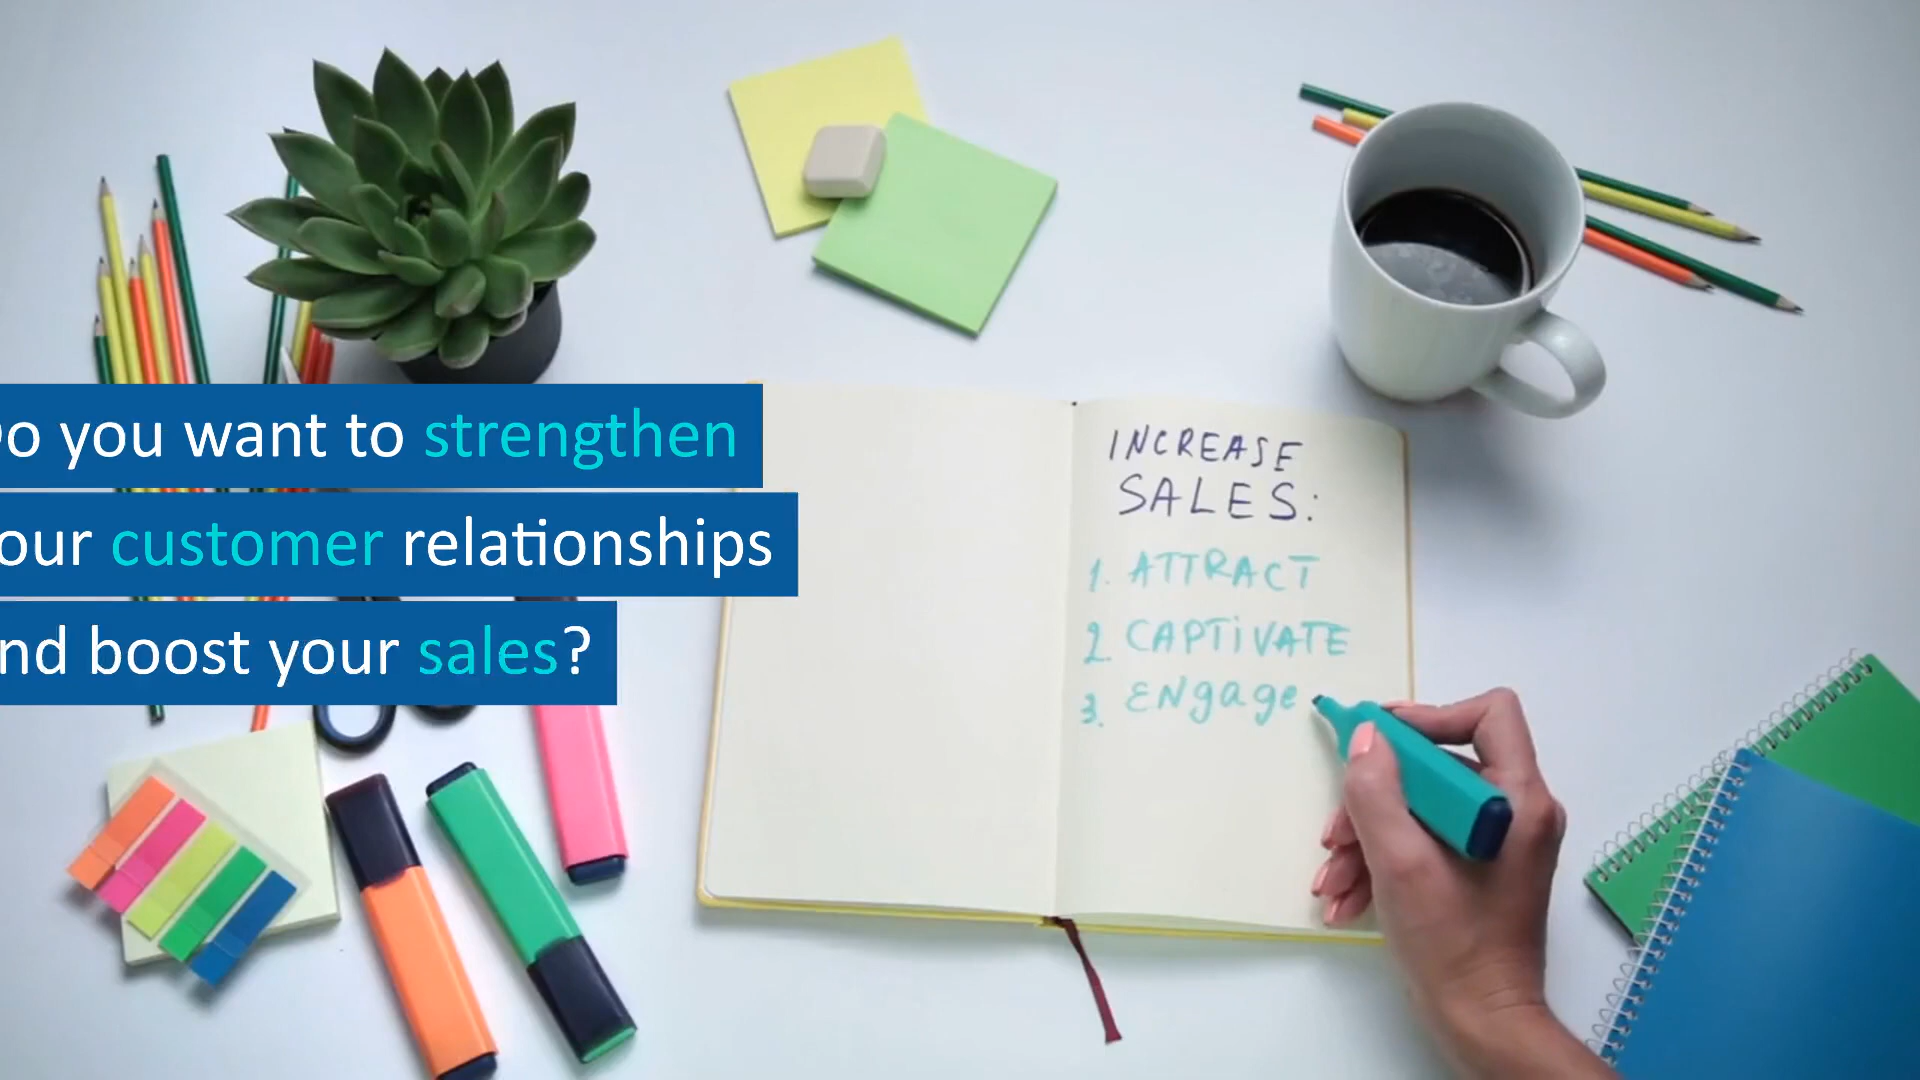 o you want to strengthen
our customer relationships
nd boost your sales?
INCREASE
SALES:
1. ATTRACT
2. CAPTiVATE
3. ENgage